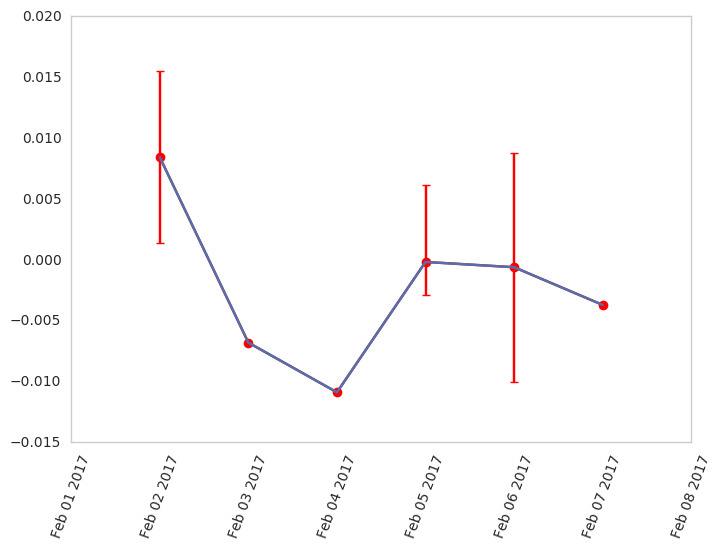 0.020
0.015
0.010
0.005
0.000
−0.005
−0.010
−0.015
Feb 01 2017
Feb 02 2017
Feb 03 2017
Feb 04 2017
Feb 05 2017
Feb 06 2017
Feb 07 2017
Feb 08 2017